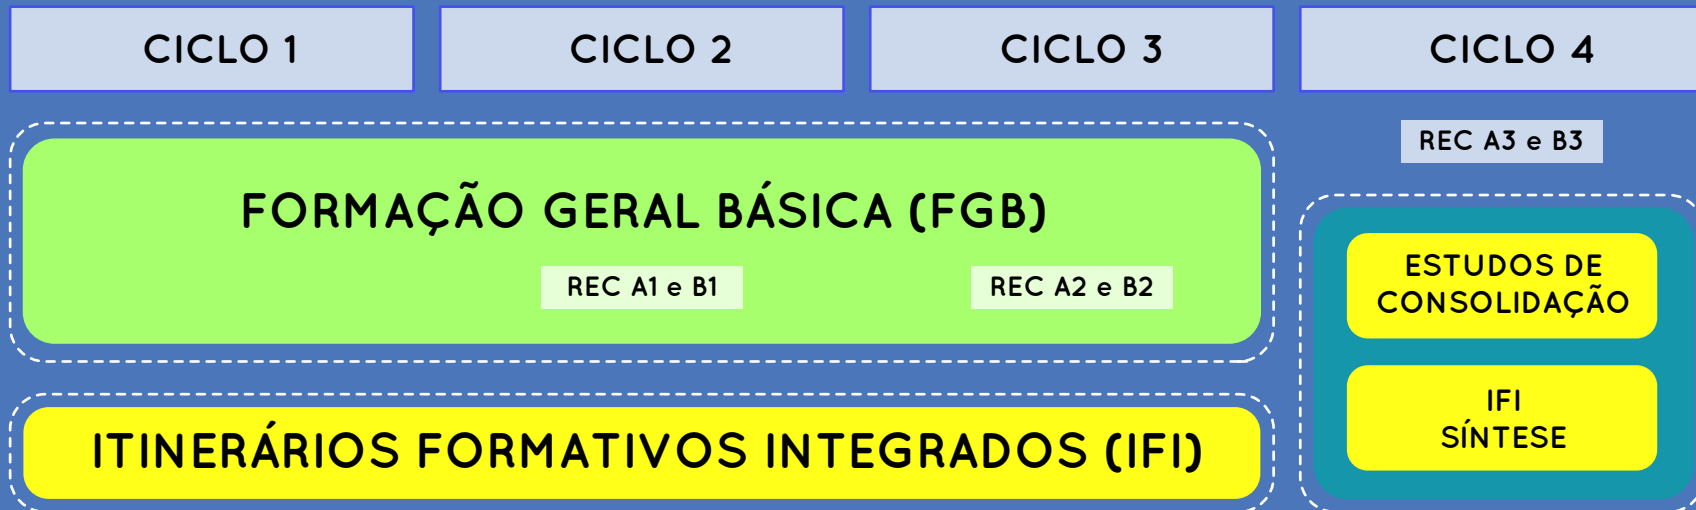 CICLO 1
CICLO 2
CICLO 3
CICLO 4
FORMAÇÃO GERAL BÁSICA (FGB)
REC A1 e B1
REC A2 e B2
ITINERÁRIOS FORMATIVOS INTEGRADOS (IFI)
REC A3 e B3
ESTUDOS DE
CONSOLIDAÇÃO
IFI
SÍNTESE